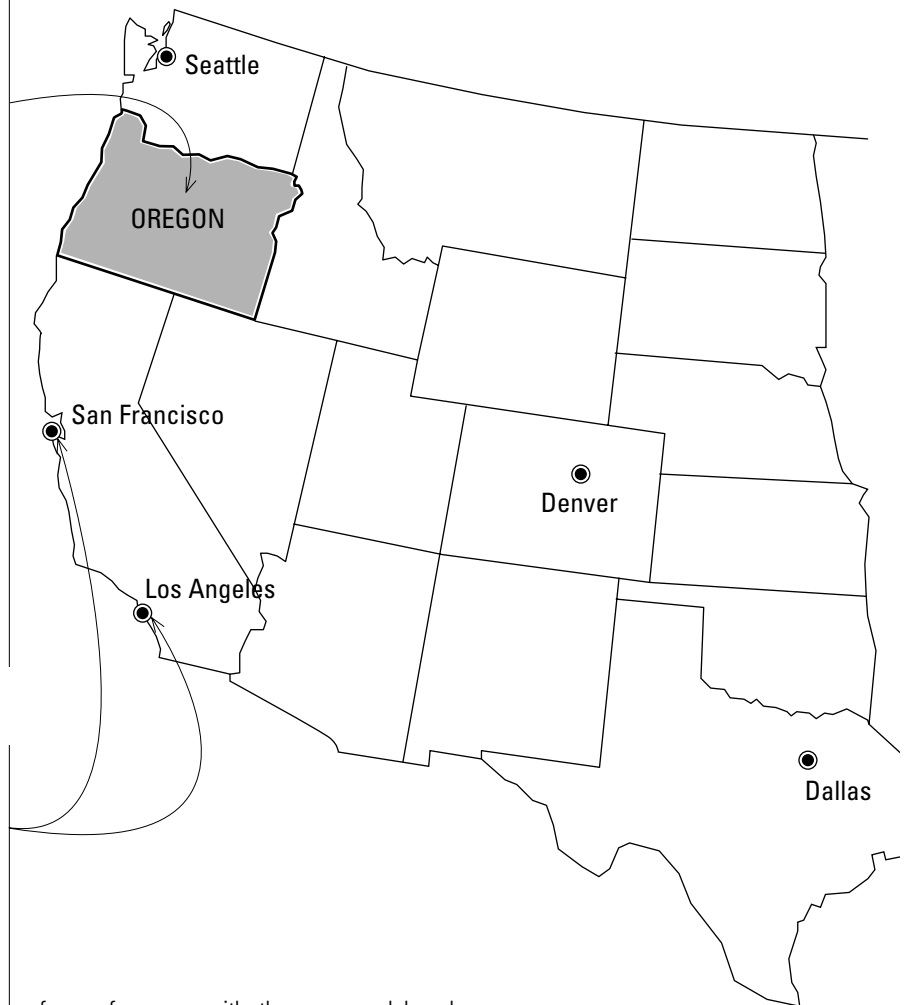 Seattle
OREGON
San Francisco
Denver
Los Angeles
Dallas